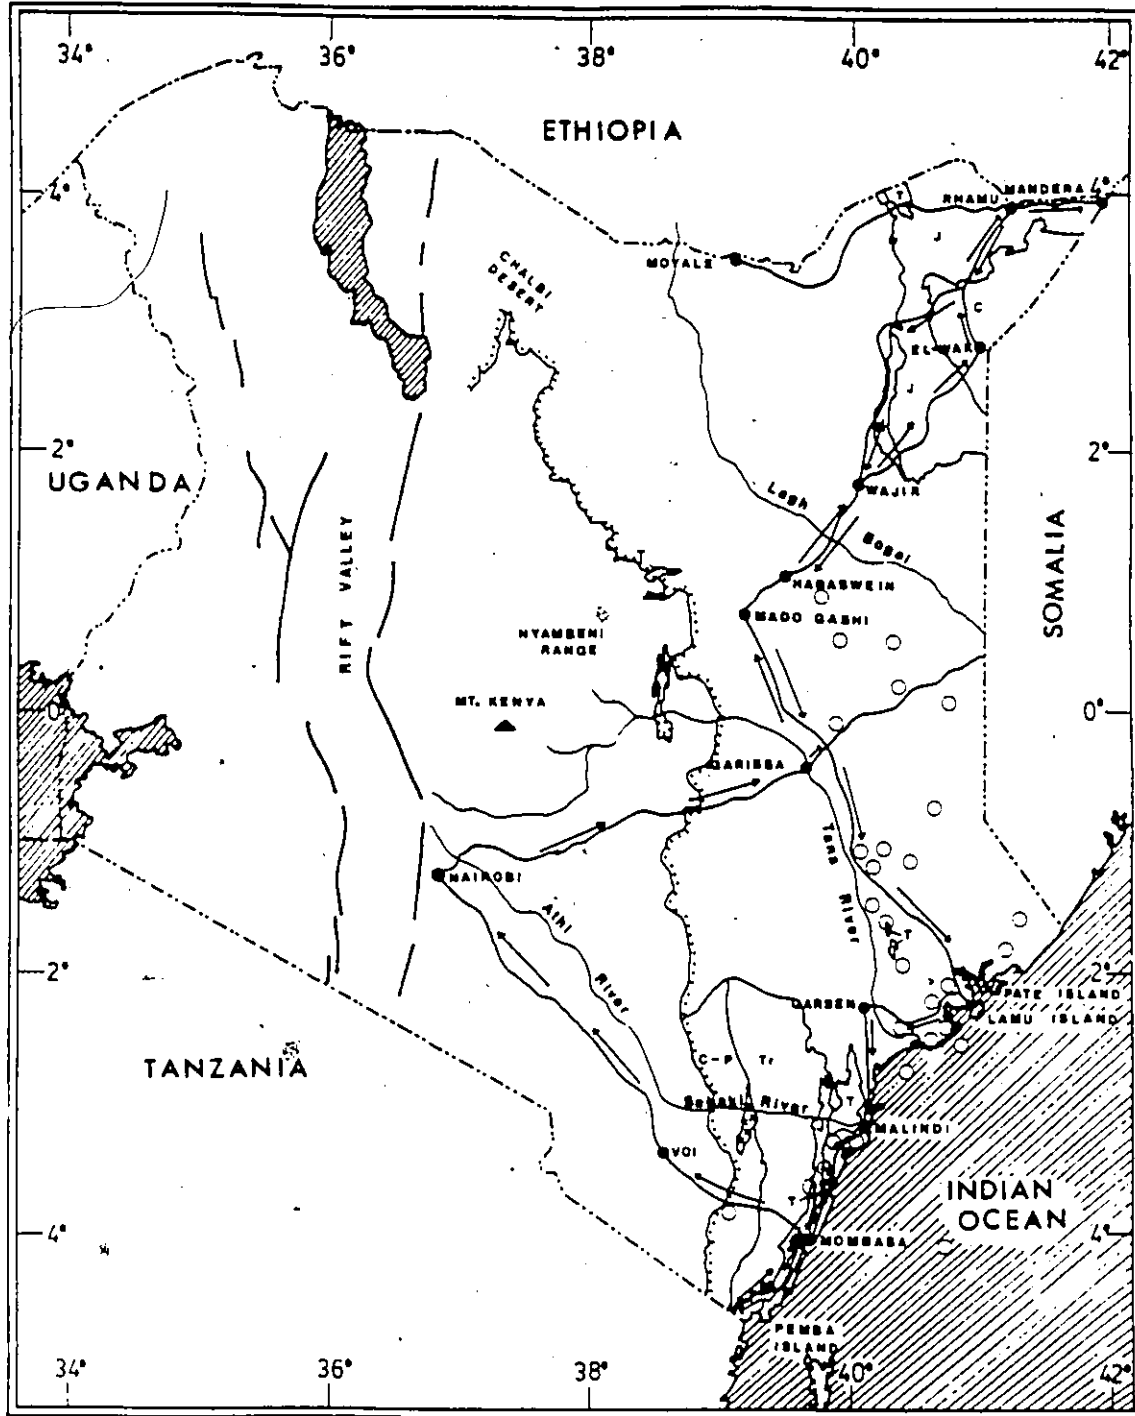 34°
36°
38°
40°
42°
ETHIOPIA
4°
T
RHAMU
MANDERA
4°
J
MOYALE
CHALBI
DESERT
C
EL-WAK
J
2°
2°
UGANDA
WAJIR
Lagh
Bogal
RIFT VALLEY
SOMALIA
T
HABASWEIN
MADO GASHI
NYAMBENI
RANGE
0°
MT. KENYA
0°
GARISSA
Tana
River
NAIROBI
Athi
River
T
2°
2°
PATE ISLAND
GARSEN
LAMU ISLAND
TANZANIA
C-P
Tr
Sabaki River
T
J
MALINDI
VOI
INDIAN
OCEAN
T
4°
MOMBASA
4°
PEMBA
ISLAND
34°
36°
38°
40°
42°